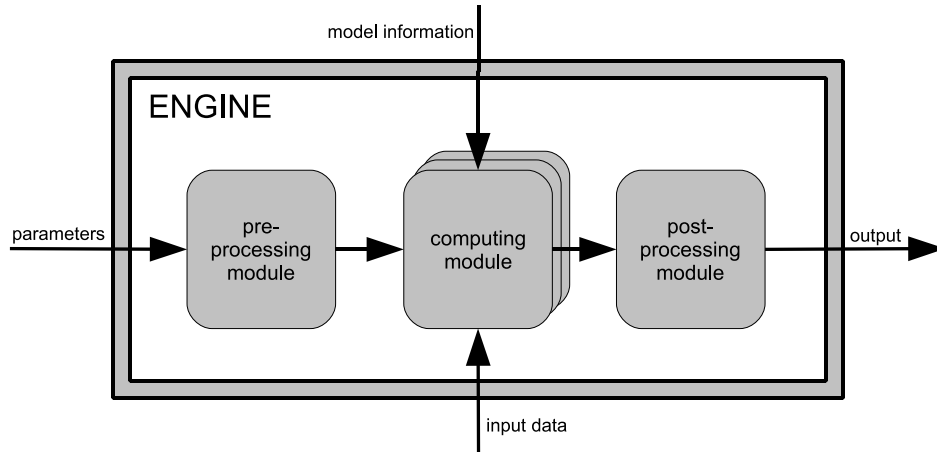 model information
ENGINE
parameters
pre-
processing
module
computing
module
post-
processing
module
output
input data